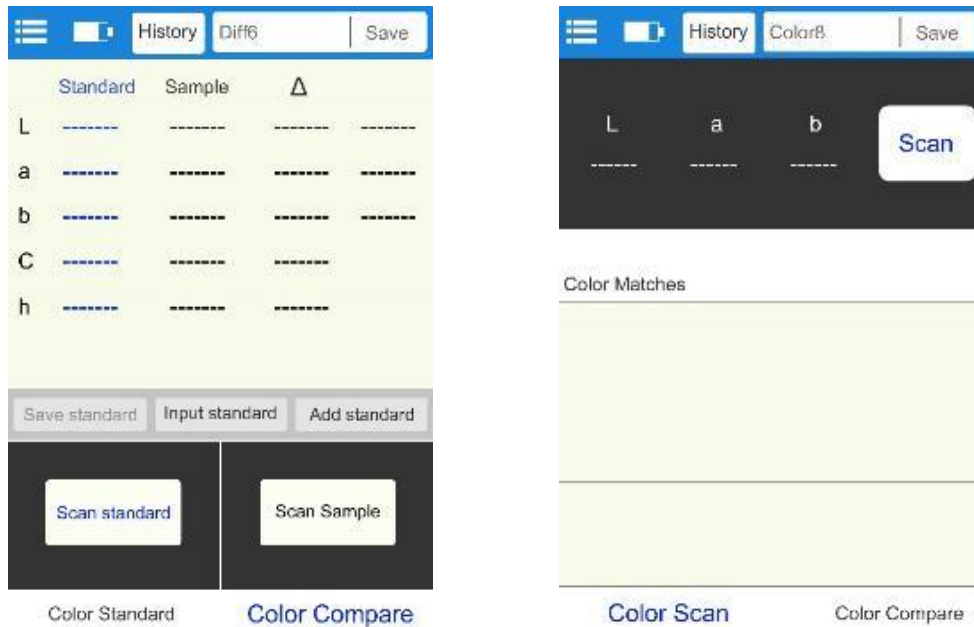 History Diff6 Save
Standard Sample Δ
L ------- ------- ------- -------
a ------- ------- ------- -------
b ------- ------- ------- -------
C ------- ------- -------
h ------- ------- -------
Save standard Input standard Add standard
Scan standard Scan Sample
Color Standard Color Compare
History Color8 Save
L a b
------ ------ ------
Scan
Color Matches
Color Scan Color Compare